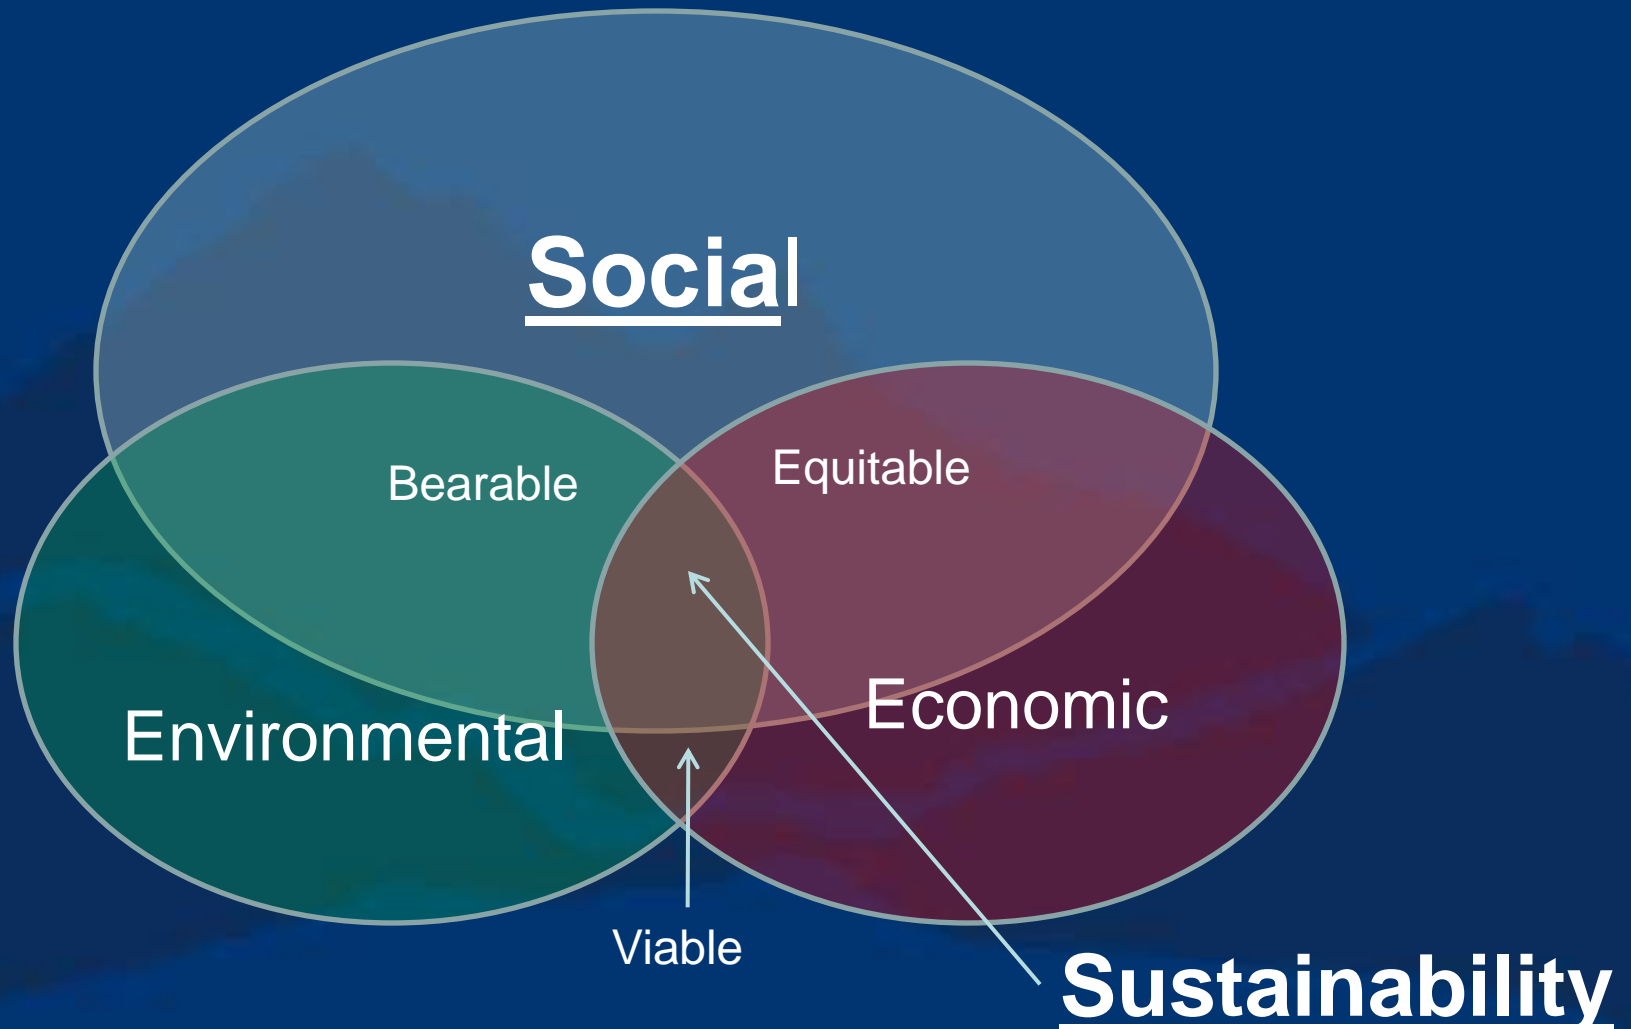 Social
Bearable
Equitable
Environmental
Economic
Viable
Sustainability